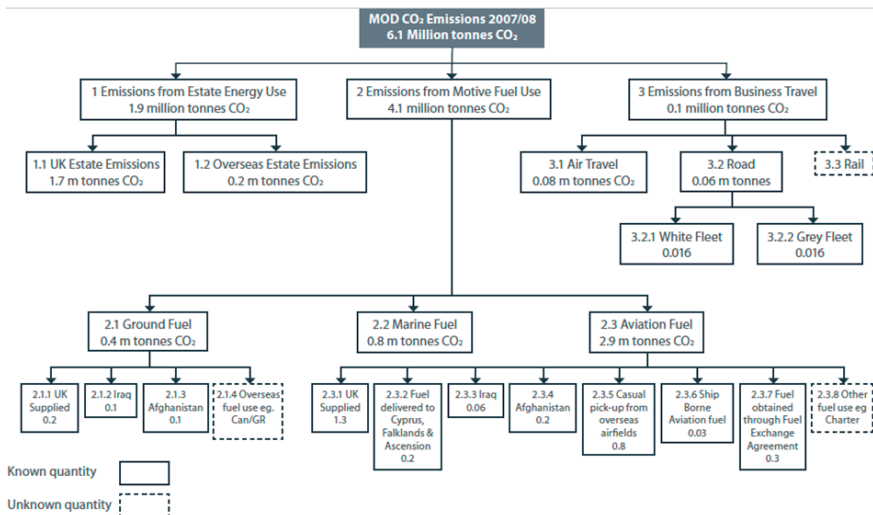 MOD CO₂ Emissions 2007/08
6.1 Million tonnes CO₂
1 Emissions from Estate Energy Use
1.9 million tonnes CO₂
2 Emissions from Motive Fuel Use
4.1 million tonnes CO₂
3 Emissions from Business Travel
0.1 million tonnes CO₂
1.1 UK Estate Emissions
1.7 m tonnes CO₂
1.2 Overseas Estate Emissions
0.2 m tonnes CO₂
3.1 Air Travel
0.08 m tonnes CO₂
3.2 Road
0.06 m tonnes
3.3 Rail
3.2.1 White Fleet
0.016
3.2.2 Grey Fleet
0.016
2.1 Ground Fuel
0.4 m tonnes CO₂
2.2 Marine Fuel
0.8 m tonnes CO₂
2.3 Aviation Fuel
2.9 m tonnes CO₂
2.1.1 UK
Supplied
0.2
2.1.2 Iraq
0.1
2.1.3
Afghanistan
0.1
2.1.4 Overseas
fuel use eg.
Can/GR
2.3.1 UK
Supplied
1.3
2.3.2 Fuel
delivered to
Cyprus,
Falklands &
Ascension
0.2
2.3.3 Iraq
0.06
2.3.4
Afghanistan
0.2
2.3.5 Casual
pick-up from
overseas
airfields
0.8
2.3.6 Ship
Borne
Aviation fuel
0.03
2.3.7 Fuel
obtained
through Fuel
Exchange
Agreement
0.3
2.3.8 Other
fuel use eg
Charter
Known quantity
Unknown quantity